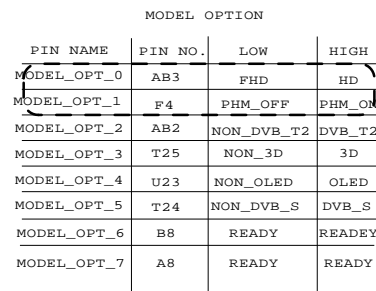 MODEL OPTION
PIN NAME PIN NO. LOW HIGH
MODEL_OPT_0 AB3 FHD HD
MODEL_OPT_1 F4 PHM_OFF PHM_ON
MODEL_OPT_2 AB2 NON_DVB_T2 DVB_T2
MODEL_OPT_3 T25 NON_3D 3D
MODEL_OPT_4 U23 NON_OLED OLED
MODEL_OPT_5 T24 NON_DVB_S DVB_S
MODEL_OPT_6 B8 READY READEY
MODEL_OPT_7 A8 READY READY